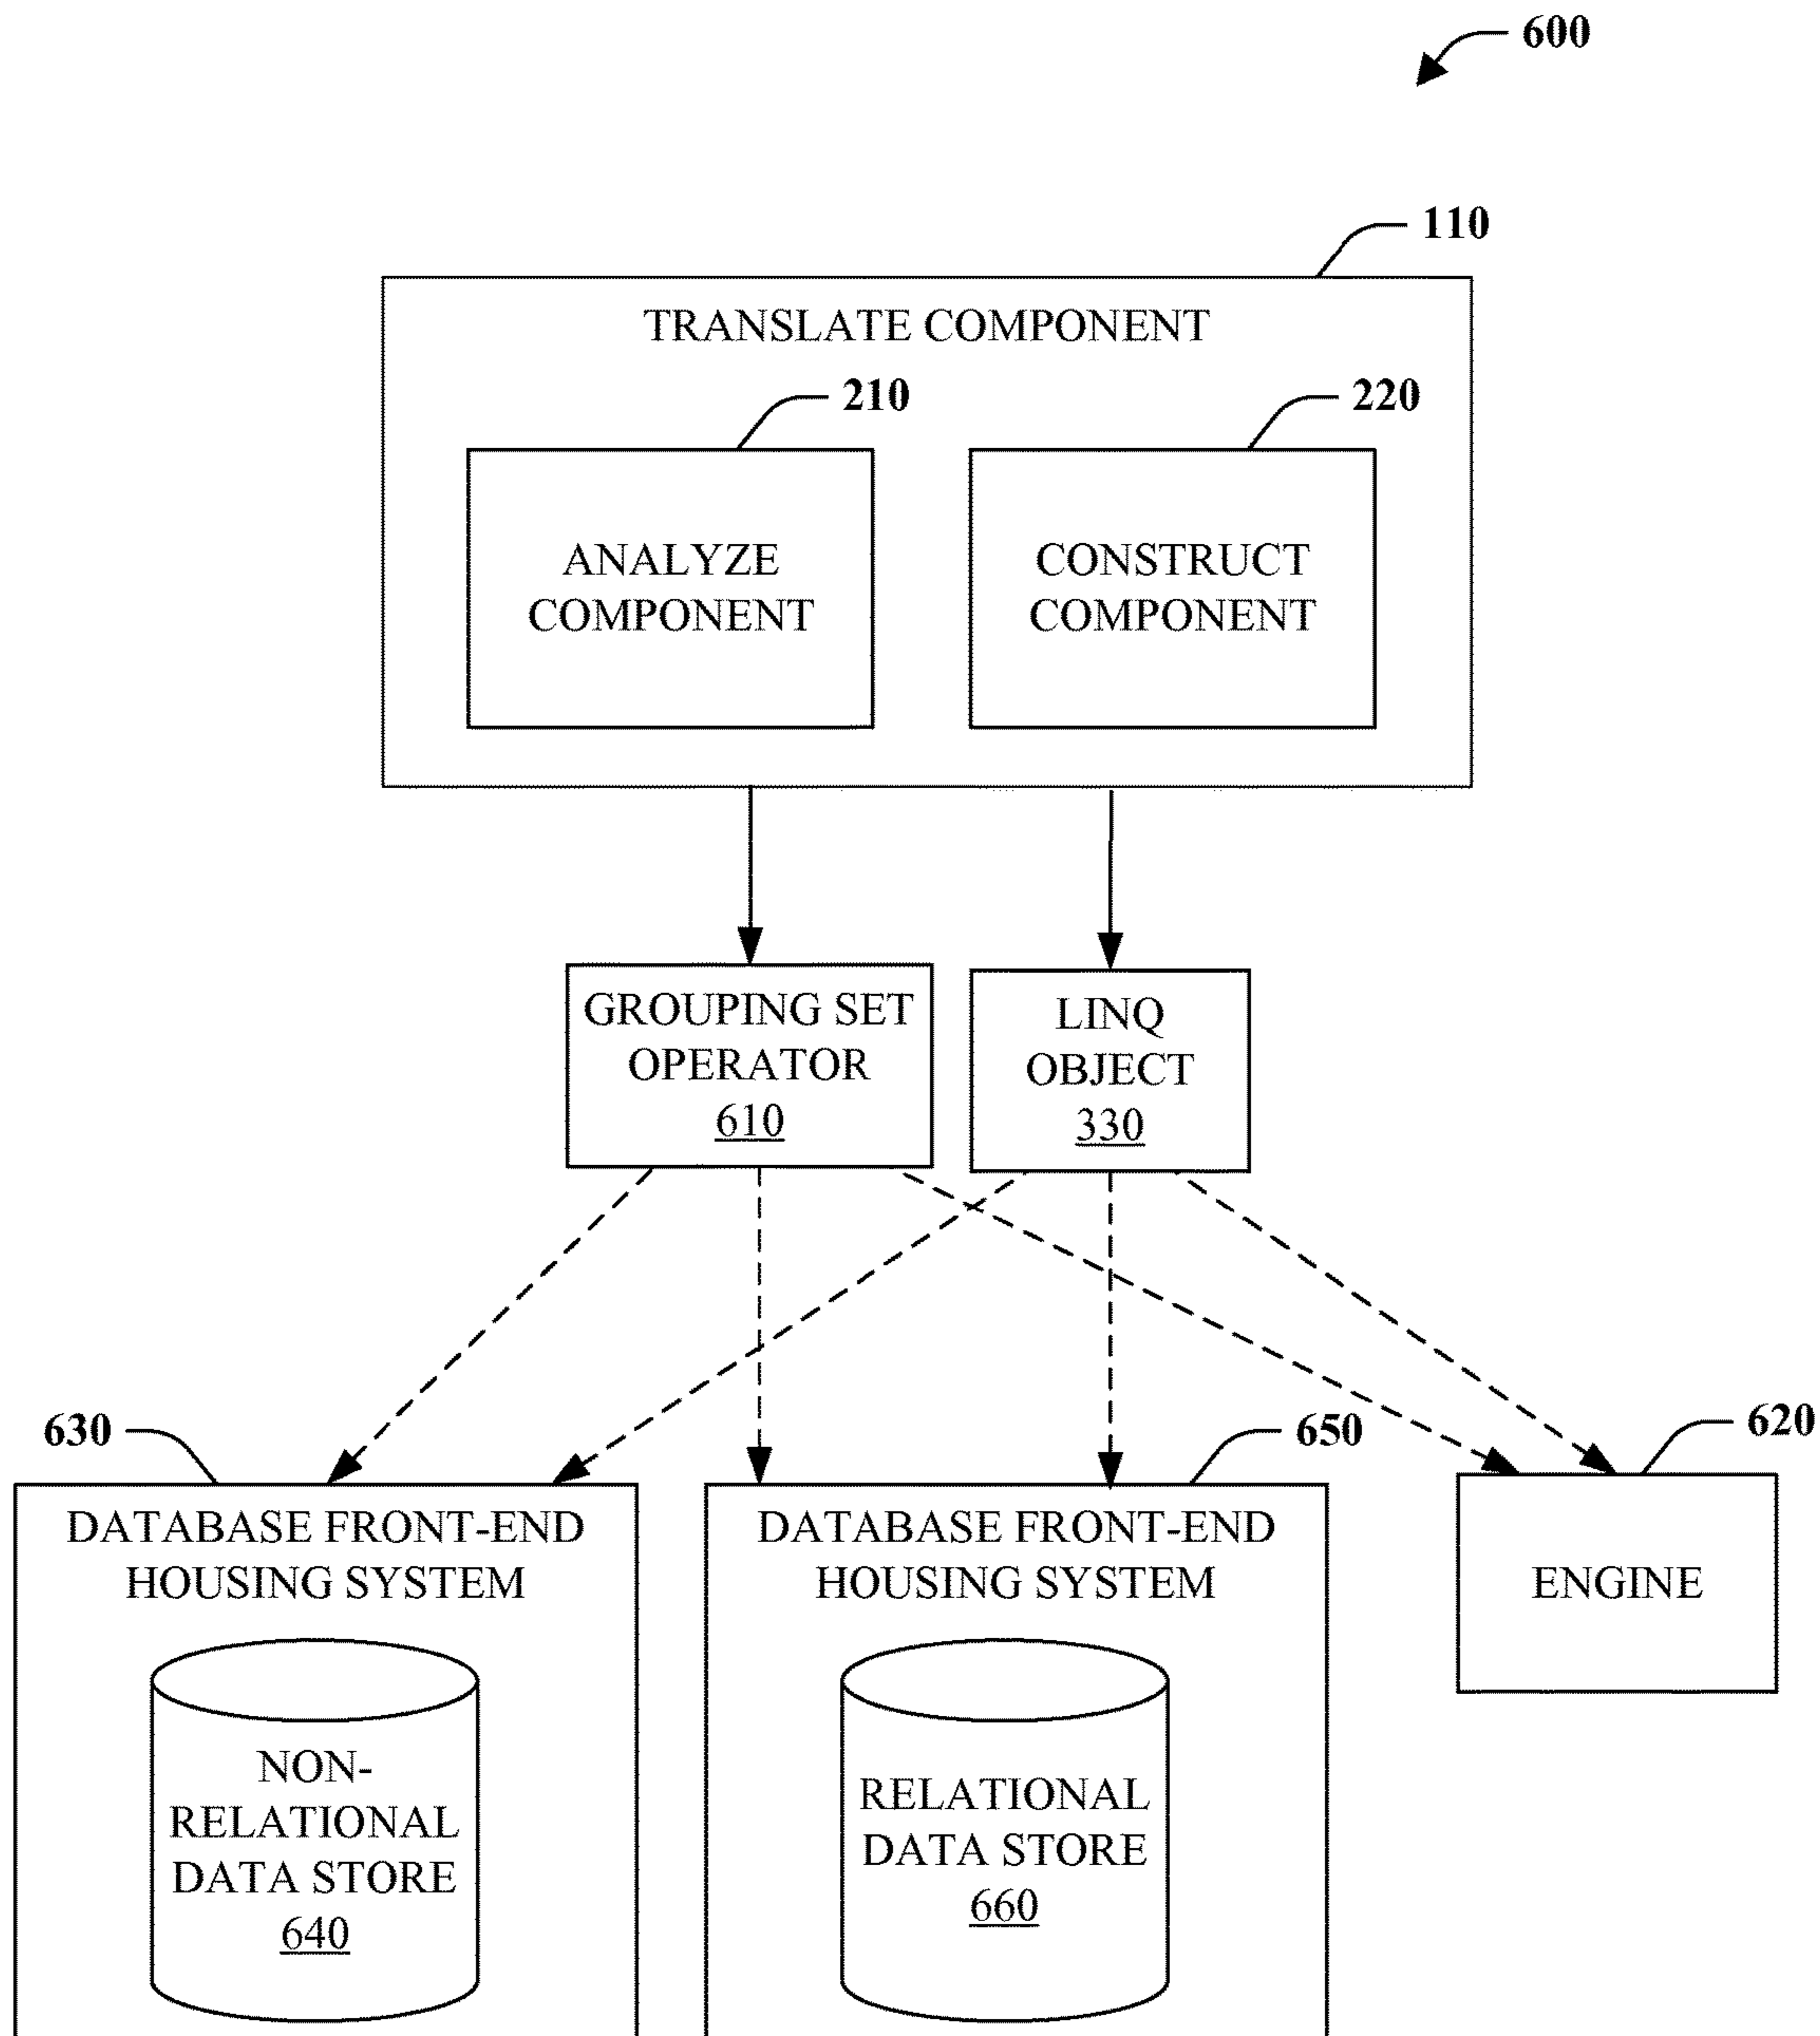 600
110
TRANSLATE COMPONENT
210
220
ANALYZE
COMPONENT
CONSTRUCT
COMPONENT
GROUPING SET
OPERATOR
610
LINQ
OBJECT
330
630
650
620
DATABASE FRONT-END
HOUSING SYSTEM
DATABASE FRONT-END
HOUSING SYSTEM
ENGINE
NON-
RELATIONAL
DATA STORE
640
RELATIONAL
DATA STORE
660